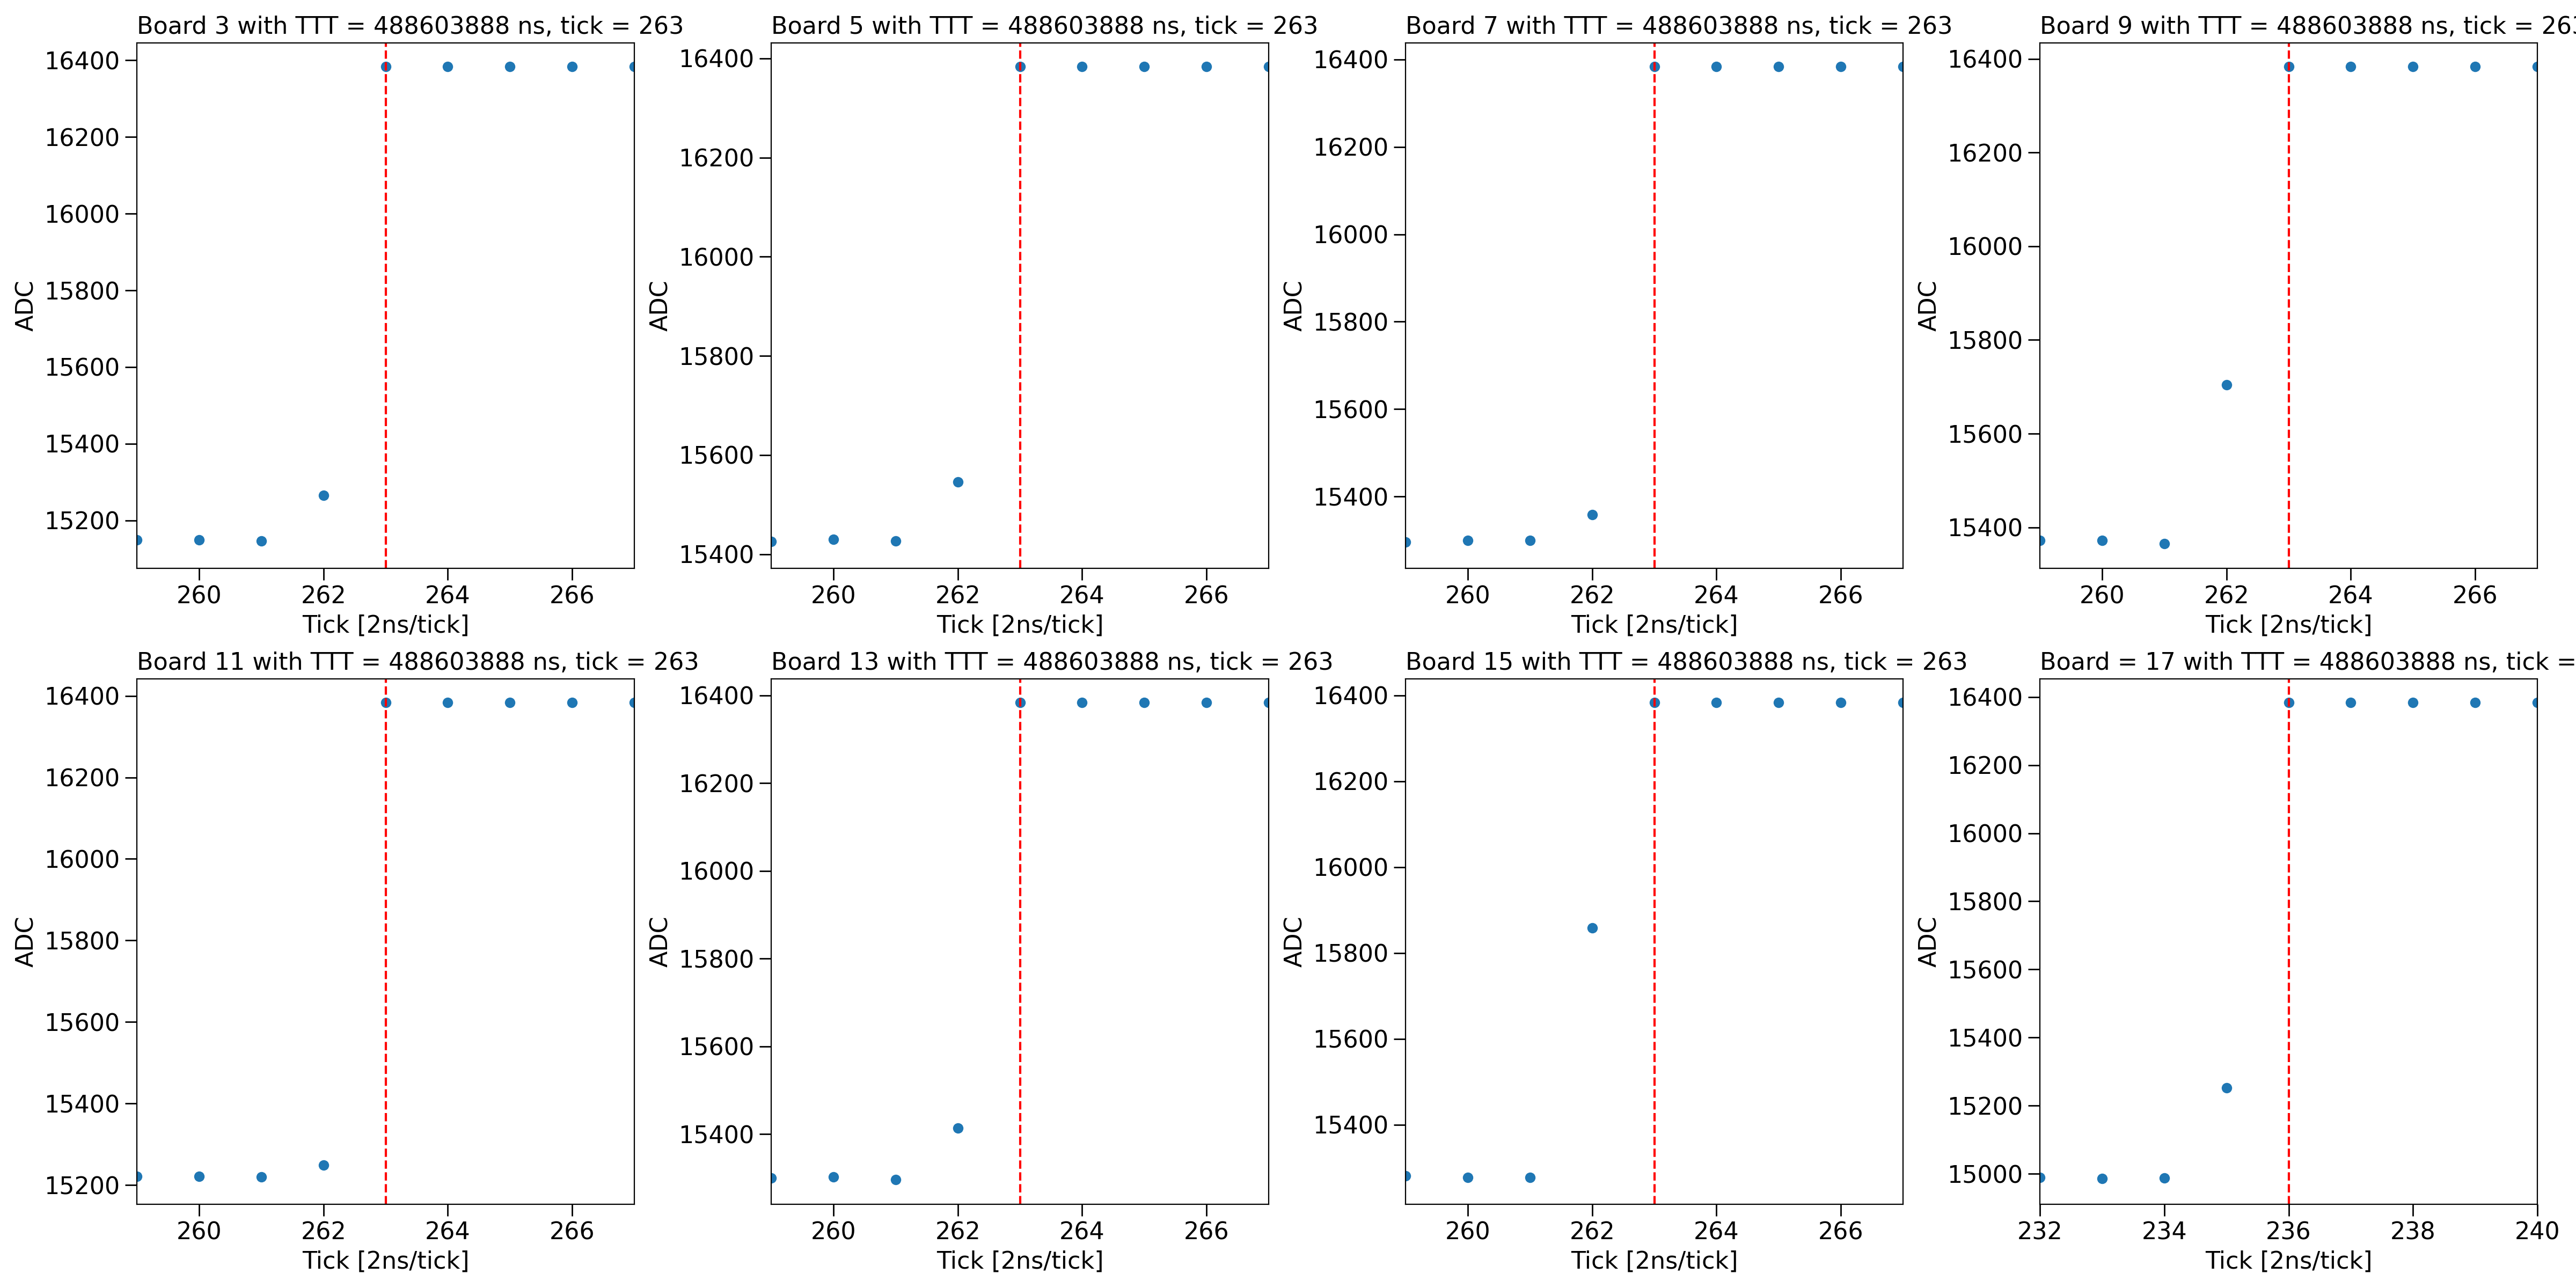 Board 3 with TTT = 488603888 ns, tick = 263
16400
16200
16000
15800
15600
15400
15200
ADC
260 262 264 266
Tick [2ns/tick]
Board 5 with TTT = 488603888 ns, tick = 263
16400
16200
16000
15800
15600
15400
ADC
260 262 264 266
Tick [2ns/tick]
Board 7 with TTT = 488603888 ns, tick = 263
16400
16200
16000
15800
15600
15400
ADC
260 262 264 266
Tick [2ns/tick]
Board 9 with TTT = 488603888 ns, tick = 263
16400
16200
16000
15800
15600
15400
ADC
260 262 264 266
Tick [2ns/tick]
Board 11 with TTT = 488603888 ns, tick = 263
16400
16200
16000
15800
15600
15400
15200
ADC
260 262 264 266
Tick [2ns/tick]
Board 13 with TTT = 488603888 ns, tick = 263
16400
16200
16000
15800
15600
15400
ADC
260 262 264 266
Tick [2ns/tick]
Board 15 with TTT = 488603888 ns, tick = 263
16400
16200
16000
15800
15600
15400
ADC
260 262 264 266
Tick [2ns/tick]
Board = 17 with TTT = 488603888 ns, tick =
16400
16200
16000
15800
15600
15400
15200
15000
ADC
232 234 236 238 240
Tick [2ns/tick]